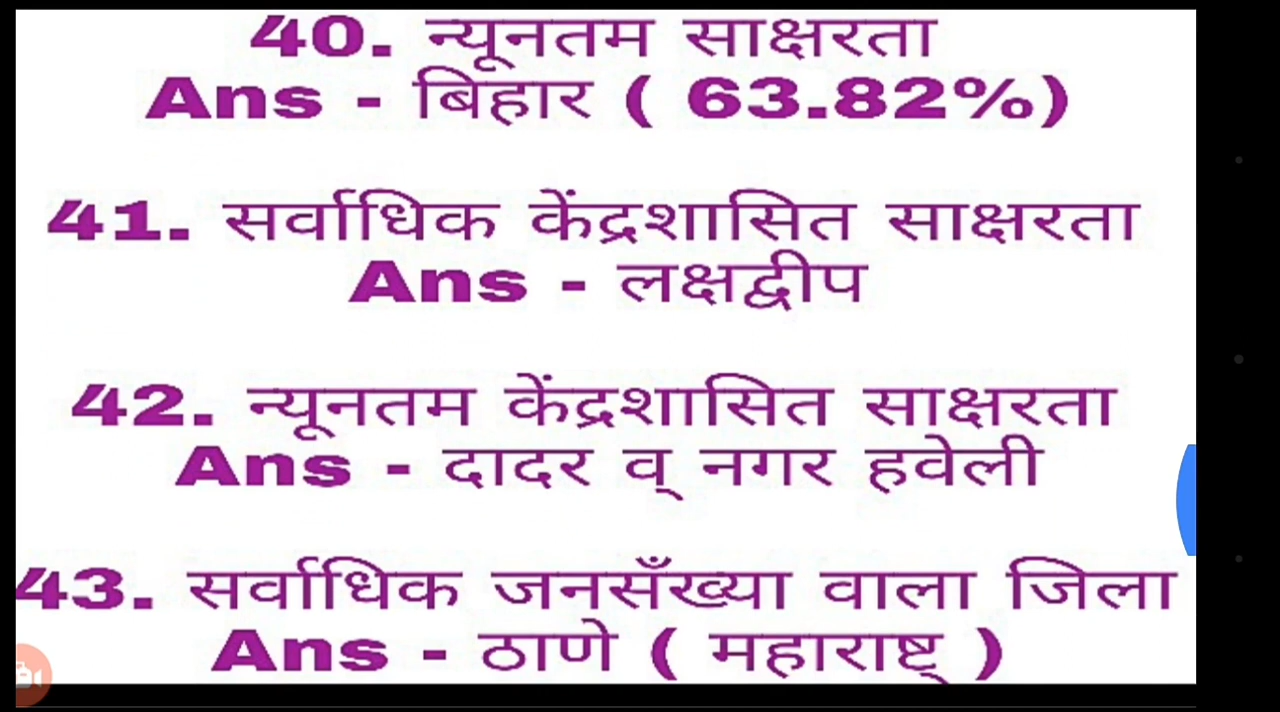 40. न्यूनतम साक्षरता
Ans - बिहार ( 63.82%)
41. सर्वाधिक केंद्रशासित साक्षरता
Ans - लक्षद्वीप
42. न्यूनतम केंद्रशासित साक्षरता
Ans - दादर व् नगर हवेली
43. सर्वाधिक जनसँख्या वाला जिला
Ans - ठाणे ( महाराष्ट् )